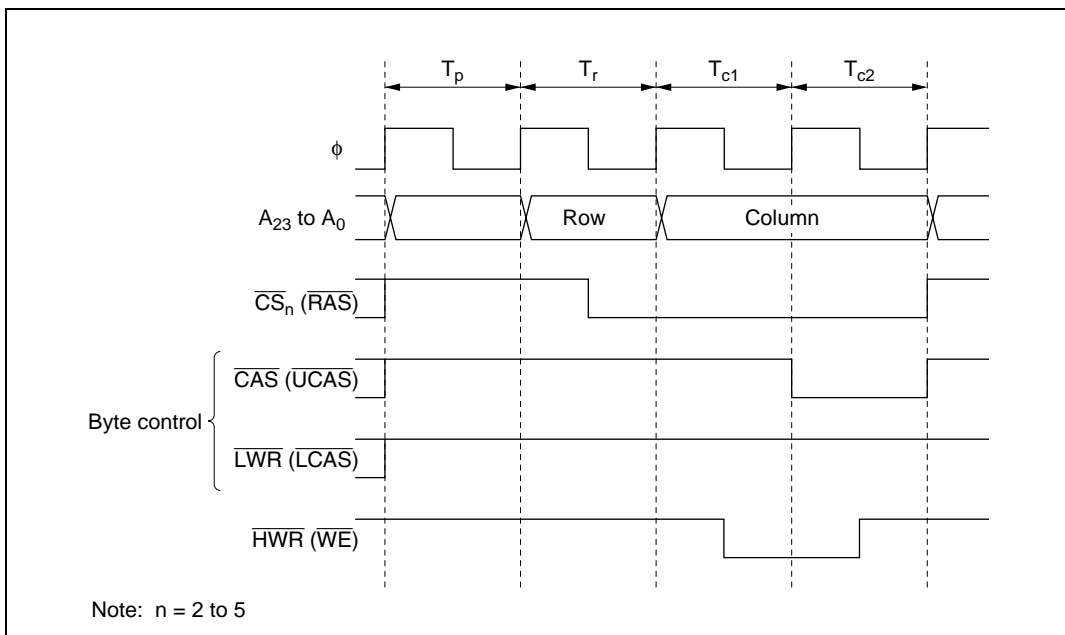 Tp Tr Tc1 Tc2
ϕ
A23 to A0 Row Column
CSn (RAS)
CAS (UCAS)
Byte control
LWR (LCAS)
HWR (WE)
Note: n = 2 to 5